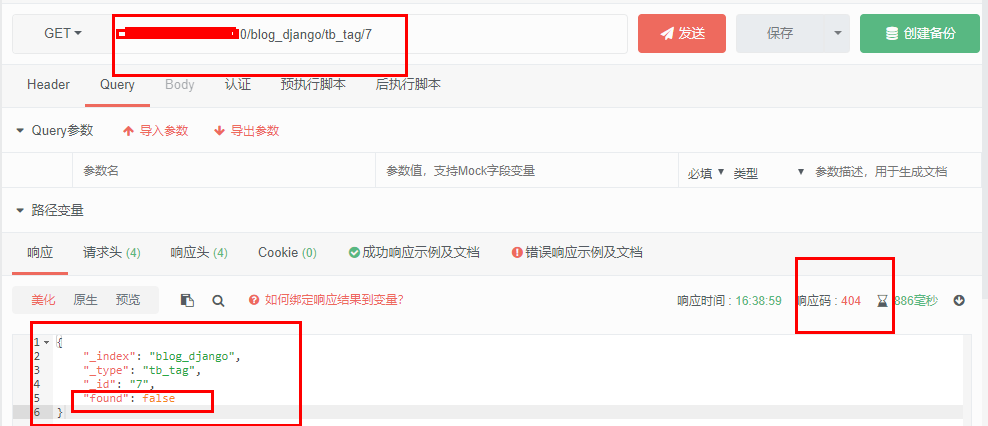 GET 0/blog_django/tb_tag/7 发送 保存 创建备份
Header Query Body 认证 预执行脚本 后执行脚本
Query参数 导入参数 导出参数
参数名 参数值，支持Mock字段变量 必填 类型 参数描述，用于生成文档
路径变量
响应 请求头 (4) 响应头 (4) Cookie (0) 成功响应示例及文档 错误响应示例及文档
美化 原生 预览 如何绑定响应结果到变量? 响应时间 : 16:38:59 响应码 : 404 886毫秒
1 {
2 "_index": "blog_django",
3 "_type": "tb_tag",
4 "_id": "7",
5 "found": false
6 }